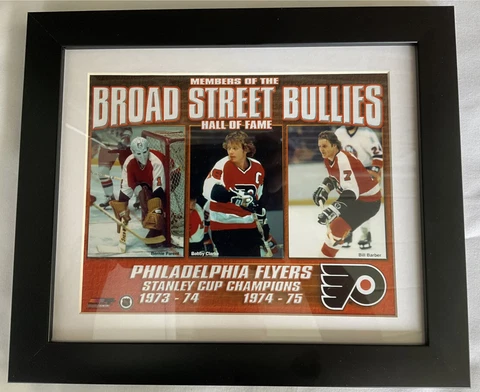 MEMBERS OF THE
BROAD STREET BULLIES
HALL OF FAME
Bernie Parent
Bobby Clarke
7
Bill Barber
PHILADELPHIA FLYERS
STANLEY CUP CHAMPIONS
1973 - 74 1974 - 75